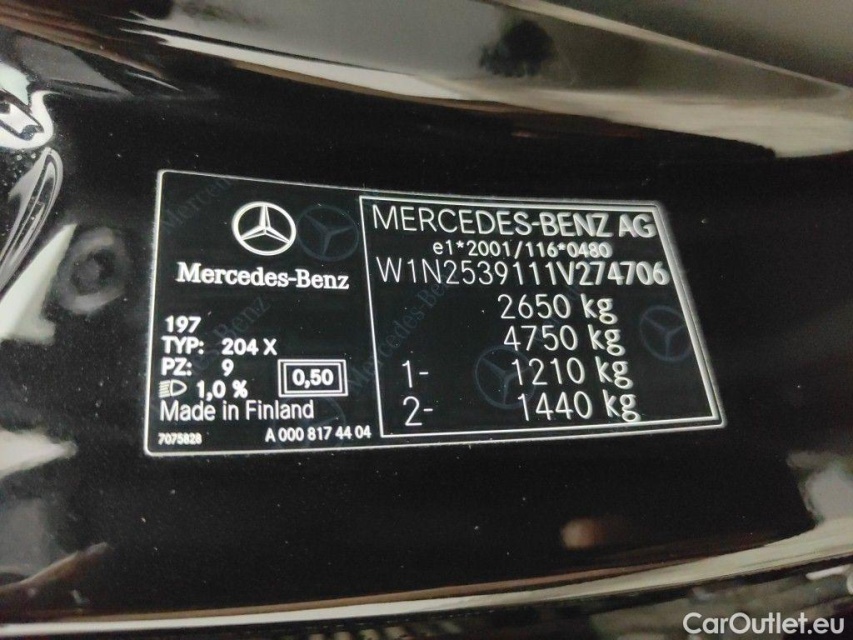 Mercedes-Benz
197
TYP: 204 X
PZ: 9
1,0 %
0,50
Made in Finland
7075828
A 000 817 44 04
MERCEDES-BENZ AG
e1*2001/116*0480
W1N2539111V274706
2650 kg
4750 kg
1- 1210 kg
2- 1440 kg
CarOutlet.eu